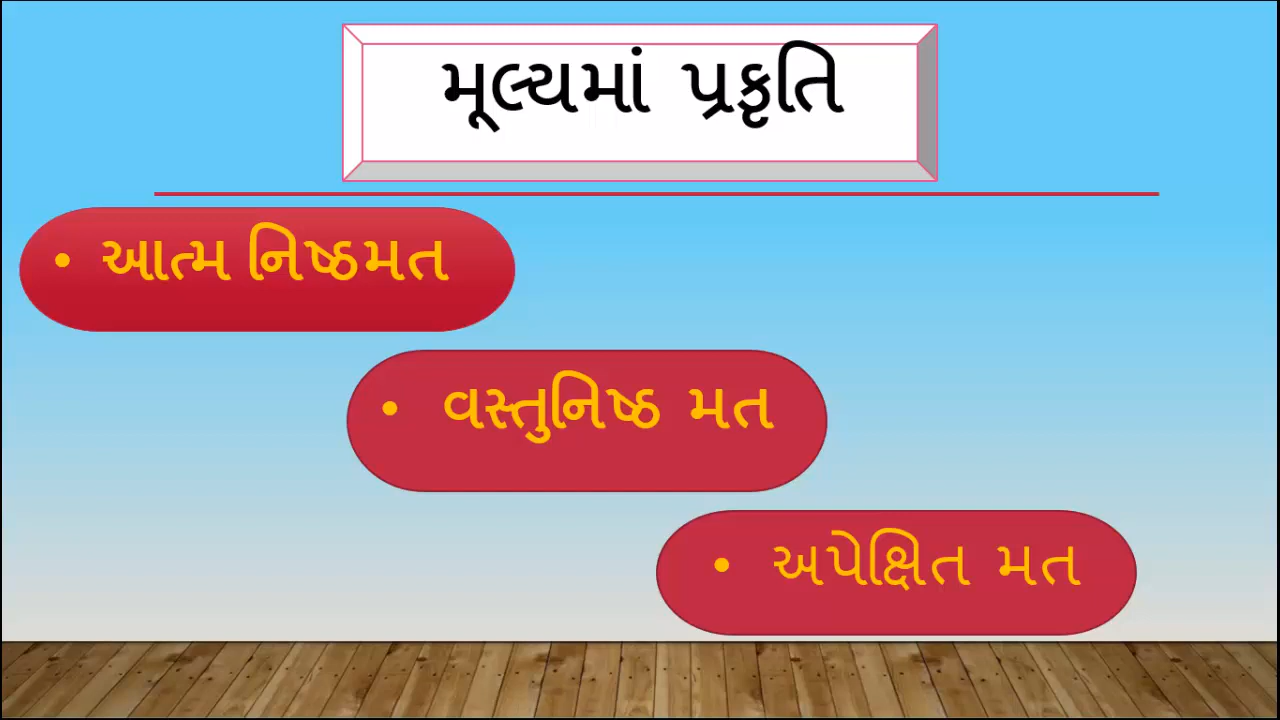 મૂલ્યમાં પ્રકૃતિ
• આત્મ નિષ્ઠમત
• વસ્તુનિષ્ઠ મત
• અપેક્ષિત મત